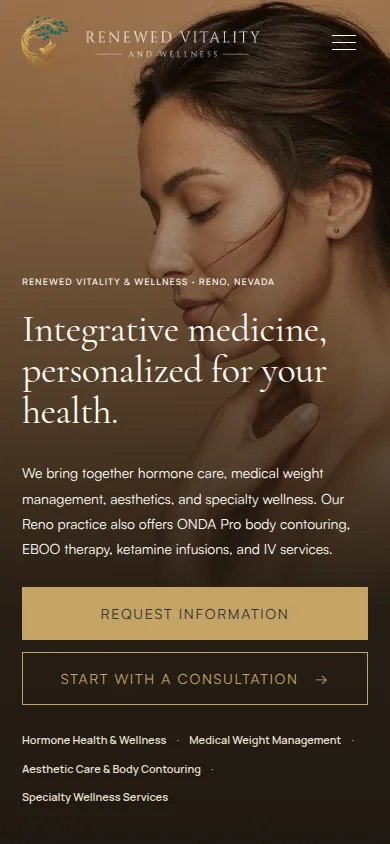 RENEWED VITALITY
AND WELLNESS
RENEWED VITALITY & WELLNESS • RENO, NEVADA
Integrative medicine,
personalized for your
health.
We bring together hormone care, medical weight
management, aesthetics, and specialty wellness. Our
Reno practice also offers ONDA Pro body contouring,
EBOO therapy, ketamine infusions, and IV services.
REQUEST INFORMATION
START WITH A CONSULTATION →
Hormone Health & Wellness · Medical Weight Management ·
Aesthetic Care & Body Contouring ·
Specialty Wellness Services